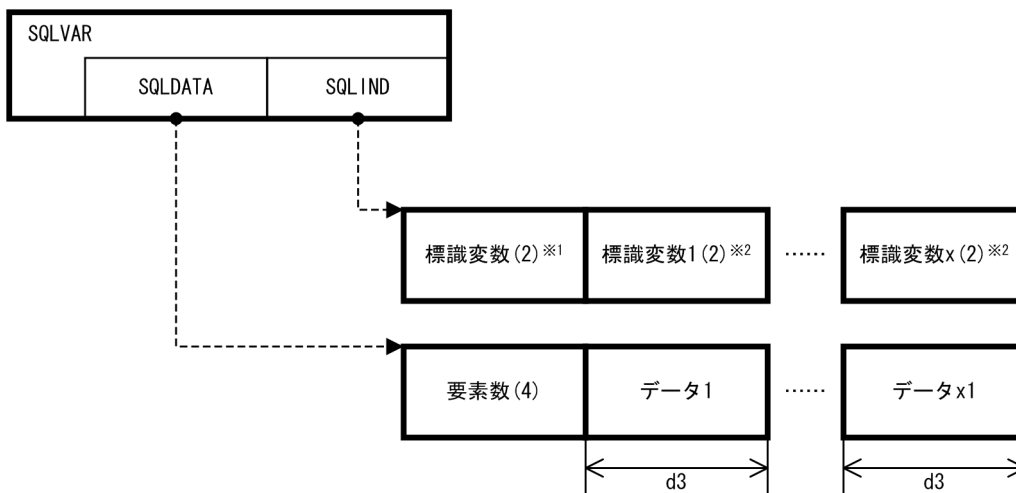 SQLVAR
SQLDATA SQLIND
標識変数(2)※1 標識変数1(2)※2 …… 標識変数x(2)※2
要素数(4) データ1 …… データx1
d3 d3